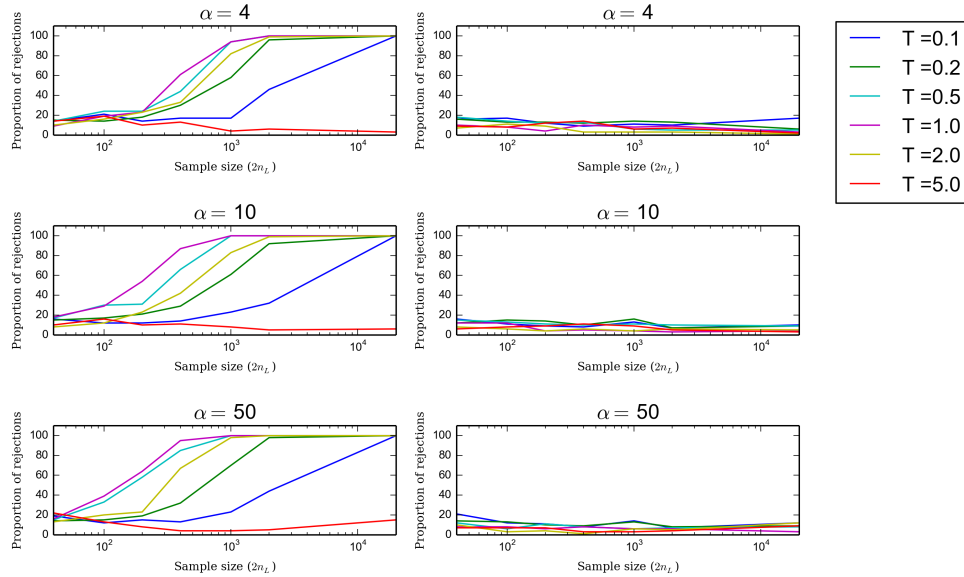 α = 4
Proportion of rejections
100
80
60
40
20
0
10² 10³ 10⁴
Sample size (2n_L)
α = 4
Proportion of rejections
100
80
60
40
20
0
10² 10³ 10⁴
Sample size (2n_L)
T =0.1
T =0.2
T =0.5
T =1.0
T =2.0
T =5.0
α = 10
Proportion of rejections
100
80
60
40
20
0
10² 10³ 10⁴
Sample size (2n_L)
α = 10
Proportion of rejections
100
80
60
40
20
0
10² 10³ 10⁴
Sample size (2n_L)
α = 50
Proportion of rejections
100
80
60
40
20
0
10² 10³ 10⁴
Sample size (2n_L)
α = 50
Proportion of rejections
100
80
60
40
20
0
10² 10³ 10⁴
Sample size (2n_L)